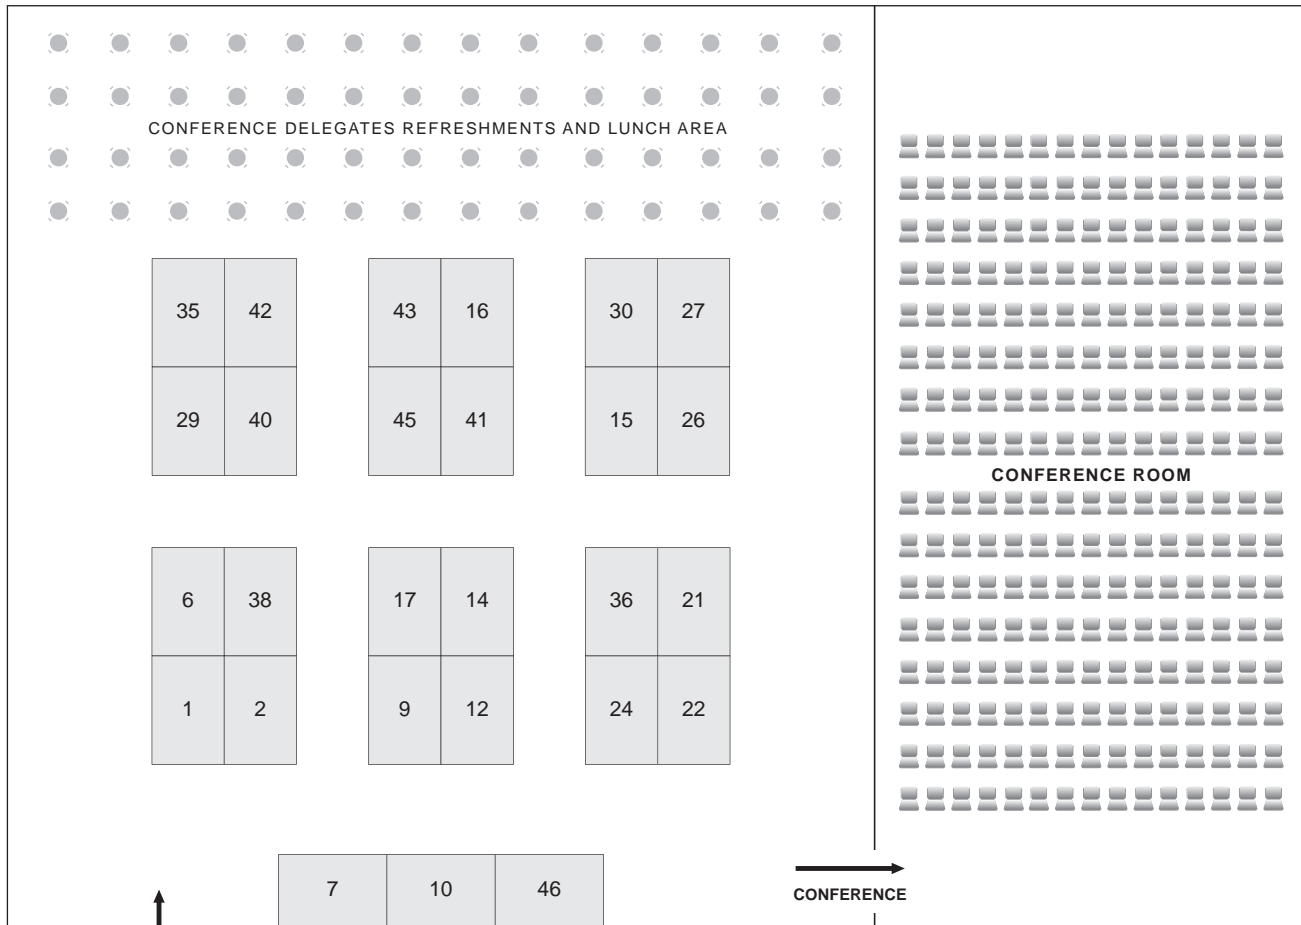 CONFERENCE DELEGATES REFRESHMENTS AND LUNCH AREA
35 42 43 16 30 27
29 40 45 41 15 26
CONFERENCE ROOM
6 38 17 14 36 21
1 2 9 12 24 22
7 10 46
CONFERENCE